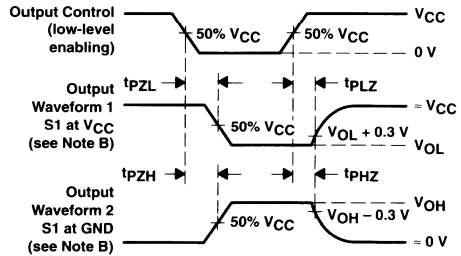 Output Control
(low-level
enabling)
50% VCC
50% VCC
VCC
0 V
tPZL
tPLZ
Output
Waveform 1
S1 at VCC
(see Note B)
50% VCC
≈ VCC
VOL + 0.3 V
VOL
tPZH
tPHZ
Output
Waveform 2
S1 at GND
(see Note B)
50% VCC
VOH
VOH − 0.3 V
≈ 0 V